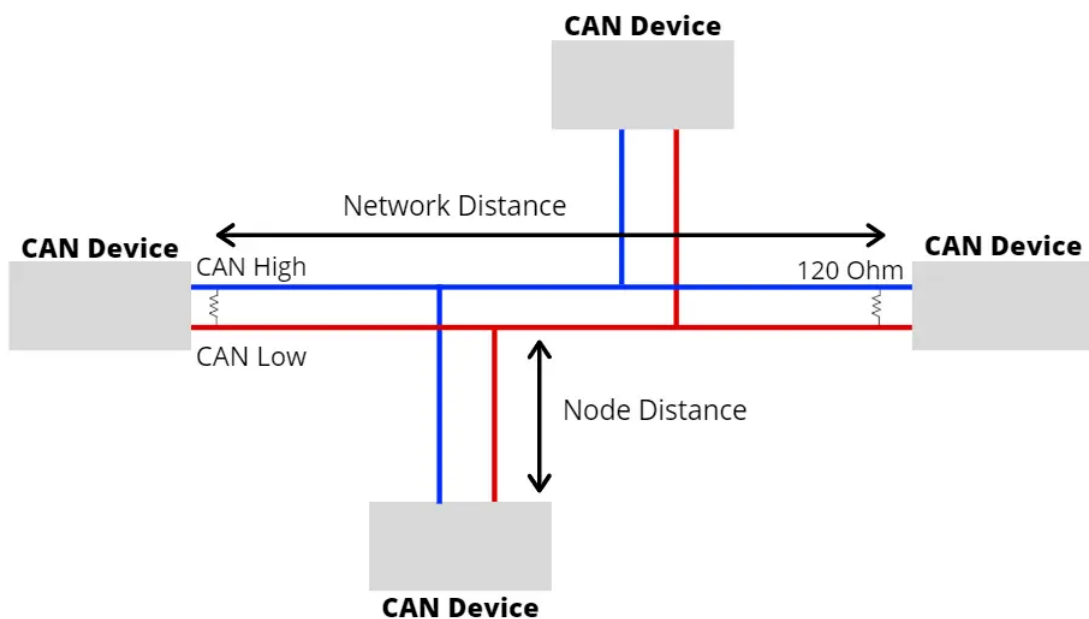 CAN Device
Network Distance
CAN Device
CAN Device
CAN High
120 Ohm
CAN Low
Node Distance
CAN Device